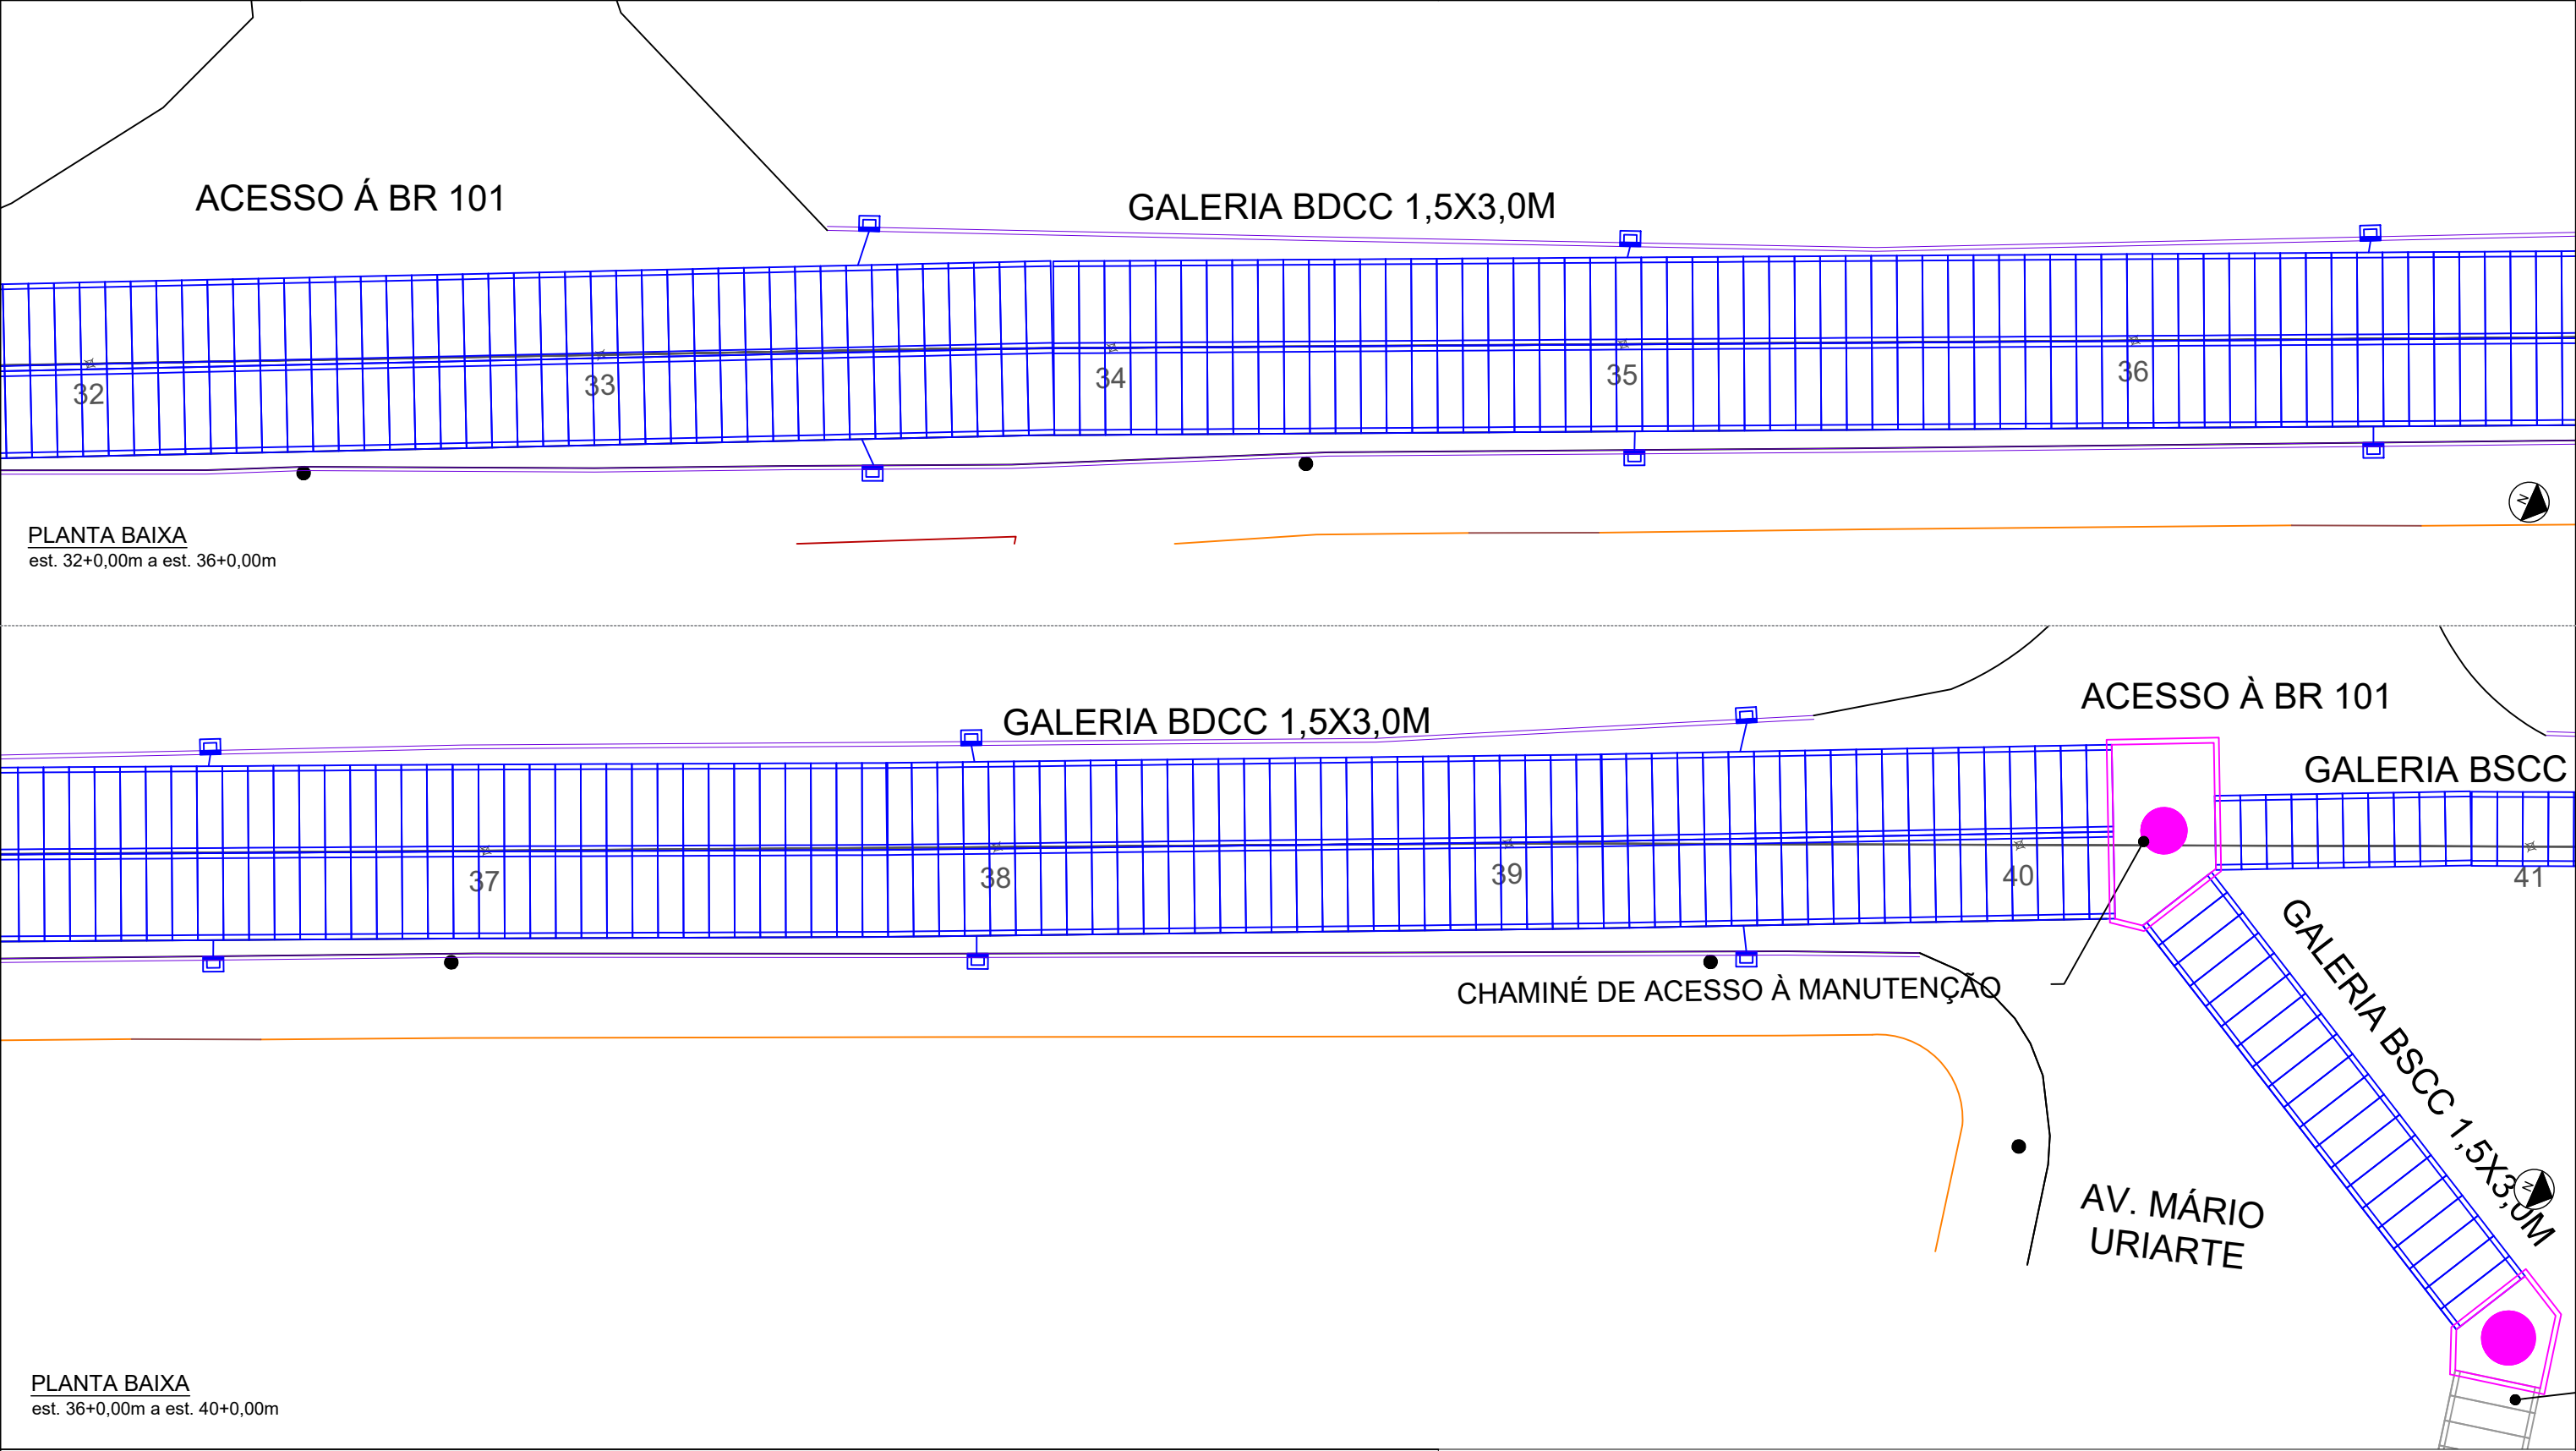 ACESSO Á BR 101
GALERIA BDCC 1,5X3,0M
32
33
34
35
36
N
PLANTA BAIXA
est. 32+0,00m a est. 36+0,00m
ACESSO À BR 101
GALERIA BDCC 1,5X3,0M
GALERIA BSCC
37
38
39
40
41
CHAMINÉ DE ACESSO À MANUTENÇÃO
GALERIA BSCC 1,5X3,0M
N
AV. MÁRIO
URIARTE
PLANTA BAIXA
est. 36+0,00m a est. 40+0,00m